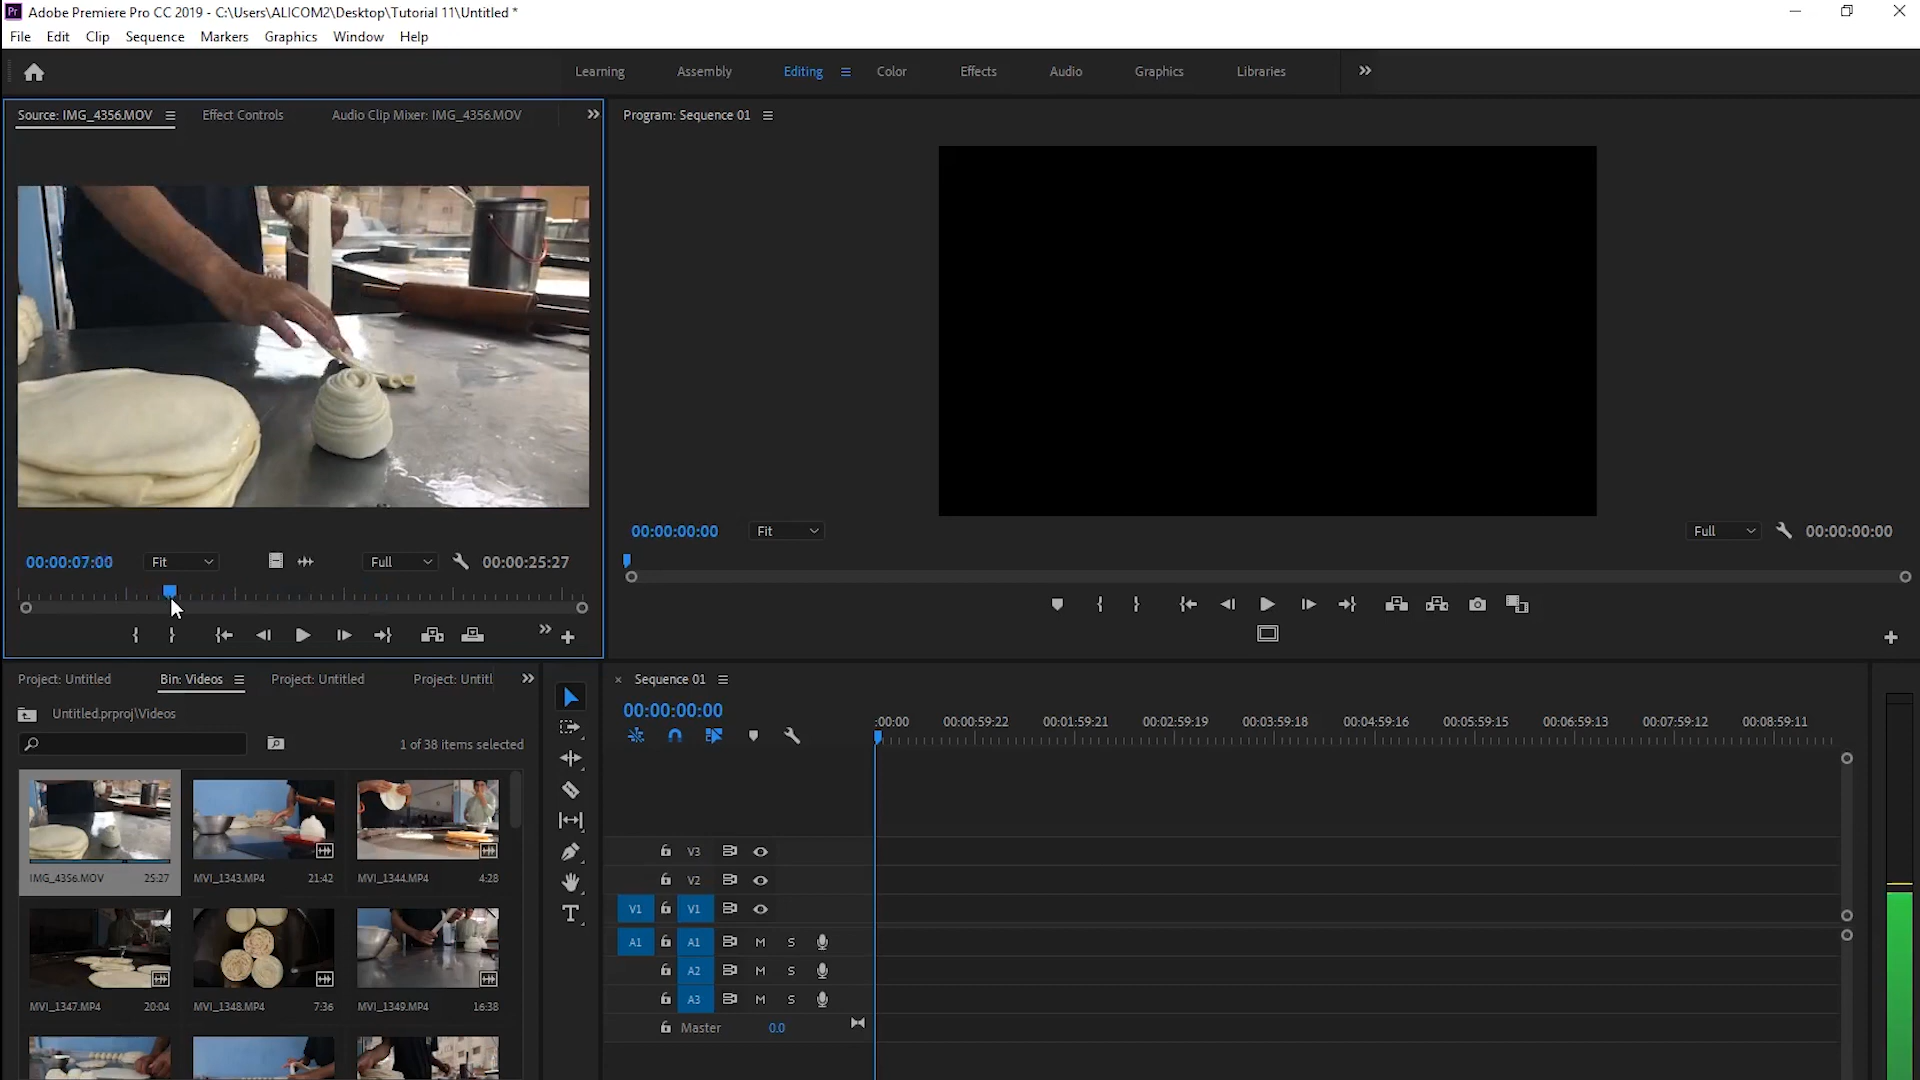 Adobe Premiere Pro CC 2019 - C:\Users\ALICOM2\Desktop\Tutorial 11\Untitled *
File Edit Clip Sequence Markers Graphics Window Help
Learning Assembly Editing Color Effects Audio Graphics Libraries
Source: IMG_4356.MOV Effect Controls Audio Clip Mixer: IMG_4356.MOV
Program: Sequence 01
00:00:07:00 Fit Full 00:00:25:27
00:00:00:00 Fit Full 00:00:00:00
Project: Untitled Bin: Videos Project: Untitled Project: Untitl
Untitled.prproj\Videos
1 of 38 items selected
IMG_4356.MOV 25:27
MVI_1343.MP4 21:42
MVI_1344.MP4 4:28
MVI_1347.MP4 20:04
MVI_1348.MP4 7:36
MVI_1349.MP4 16:38
Sequence 01
00:00:00:00
:00:00 00:00:59:22 00:01:59:21 00:02:59:19 00:03:59:18 00:04:59:16 00:05:59:15 00:06:59:13 00:07:59:12 00:08:59:11
V3
V2
V1 V1
A1 A1 M S
A2 M S
A3 M S
Master 0.0